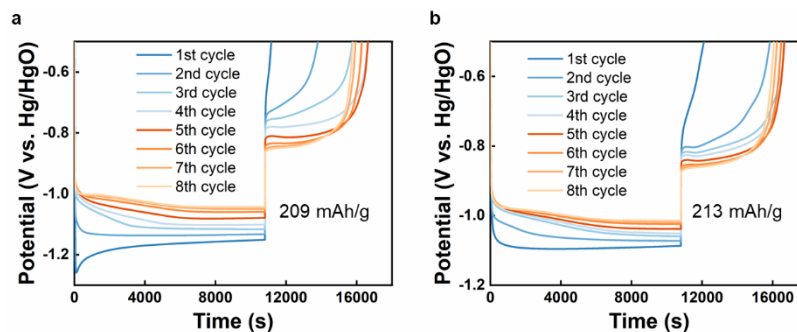 a
Potential (V vs. Hg/HgO)
-0.6
-0.8
-1.0
-1.2
1st cycle
2nd cycle
3rd cycle
4th cycle
5th cycle
6th cycle
7th cycle
8th cycle
209 mAh/g
0 4000 8000 12000 16000
Time (s)
b
Potential (V vs. Hg/HgO)
-0.6
-0.8
-1.0
-1.2
1st cycle
2nd cycle
3rd cycle
4th cycle
5th cycle
6th cycle
7th cycle
8th cycle
213 mAh/g
0 4000 8000 12000 16000
Time (s)